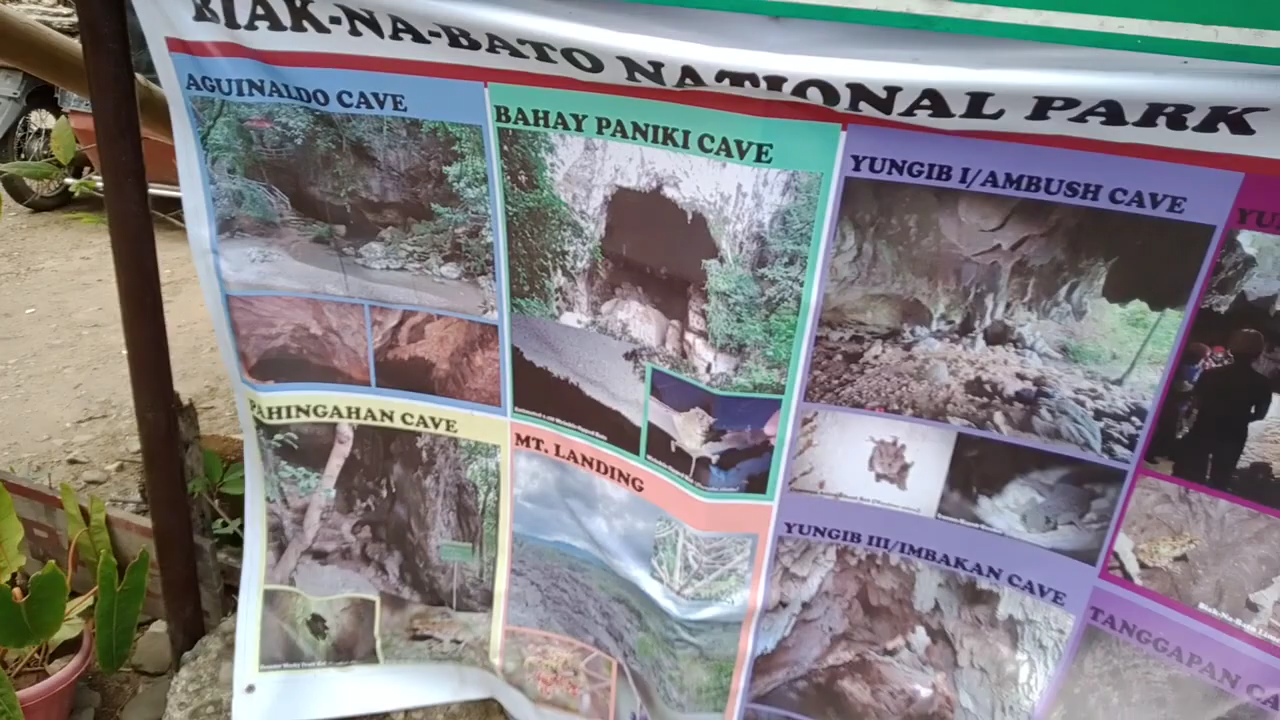 BIAK-NA-BATO NATIONAL PARK
AGUINALDO CAVE
BAHAY PANIKI CAVE
YUNGIB I/AMBUSH CAVE
PAHINGAHAN CAVE
MT. LANDING
YUNGIB III/IMBAKAN CAVE
TANGGAPAN CA